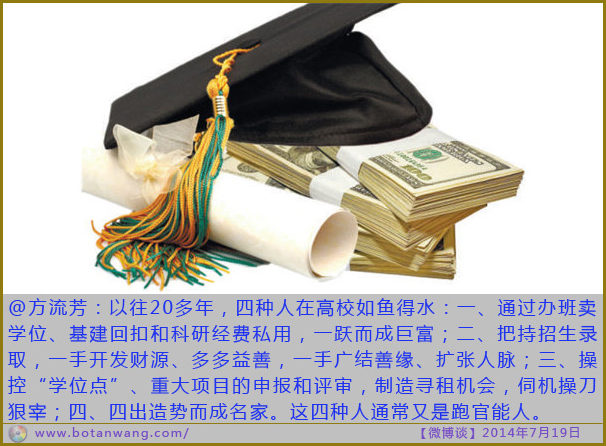 @方流芳：以往20多年，四种人在高校如鱼得水：一、通过办班卖
学位、基建回扣和科研经费私用，一跃而成巨富；二、把持招生录
取，一手开发财源、多多益善，一手广结善缘、扩张人脉；三、操
控“学位点”、重大项目的申报和评审，制造寻租机会，伺机操刀
狠宰；四、四出造势而成名家。这四种人通常又是跑官能人。
www.botanwang.com/ 【微博谈】2014年7月19日